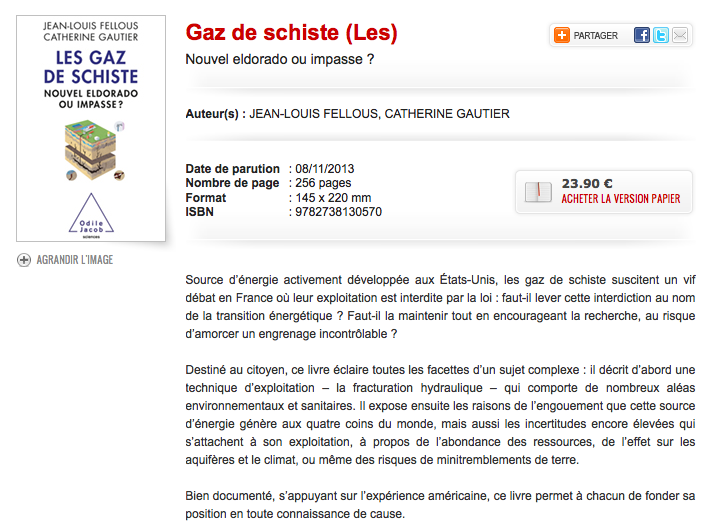 JEAN-LOUIS FELLOUS
CATHERINE GAUTIER
LES GAZ
DE SCHISTE
NOUVEL ELDORADO
OU IMPASSE ?
Odile
Jacob
sciences
AGRANDIR L'IMAGE
Gaz de schiste (Les)
Nouvel eldorado ou impasse ?
PARTAGER
Auteur(s) : JEAN-LOUIS FELLOUS, CATHERINE GAUTIER
Date de parution : 08/11/2013
Nombre de page : 256 pages
Format : 145 x 220 mm
ISBN : 9782738130570
23.90 €
ACHETER LA VERSION PAPIER
Source d'énergie activement développée aux États-Unis, les gaz de schiste suscitent un vif
débat en France où leur exploitation est interdite par la loi : faut-il lever cette interdiction au nom
de la transition énergétique ? Faut-il la maintenir tout en encourageant la recherche, au risque
d'amorcer un engrenage incontrôlable ?
Destiné au citoyen, ce livre éclaire toutes les facettes d'un sujet complexe : il décrit d'abord une
technique d'exploitation – la fracturation hydraulique – qui comporte de nombreux aléas
environnementaux et sanitaires. Il expose ensuite les raisons de l'engouement que cette source
d'énergie génère aux quatre coins du monde, mais aussi les incertitudes encore élevées qui
s'attachent à son exploitation, à propos de l'abondance des ressources, de l'effet sur les
aquifères et le climat, ou même des risques de minitremblements de terre.
Bien documenté, s'appuyant sur l'expérience américaine, ce livre permet à chacun de fonder sa
position en toute connaissance de cause.